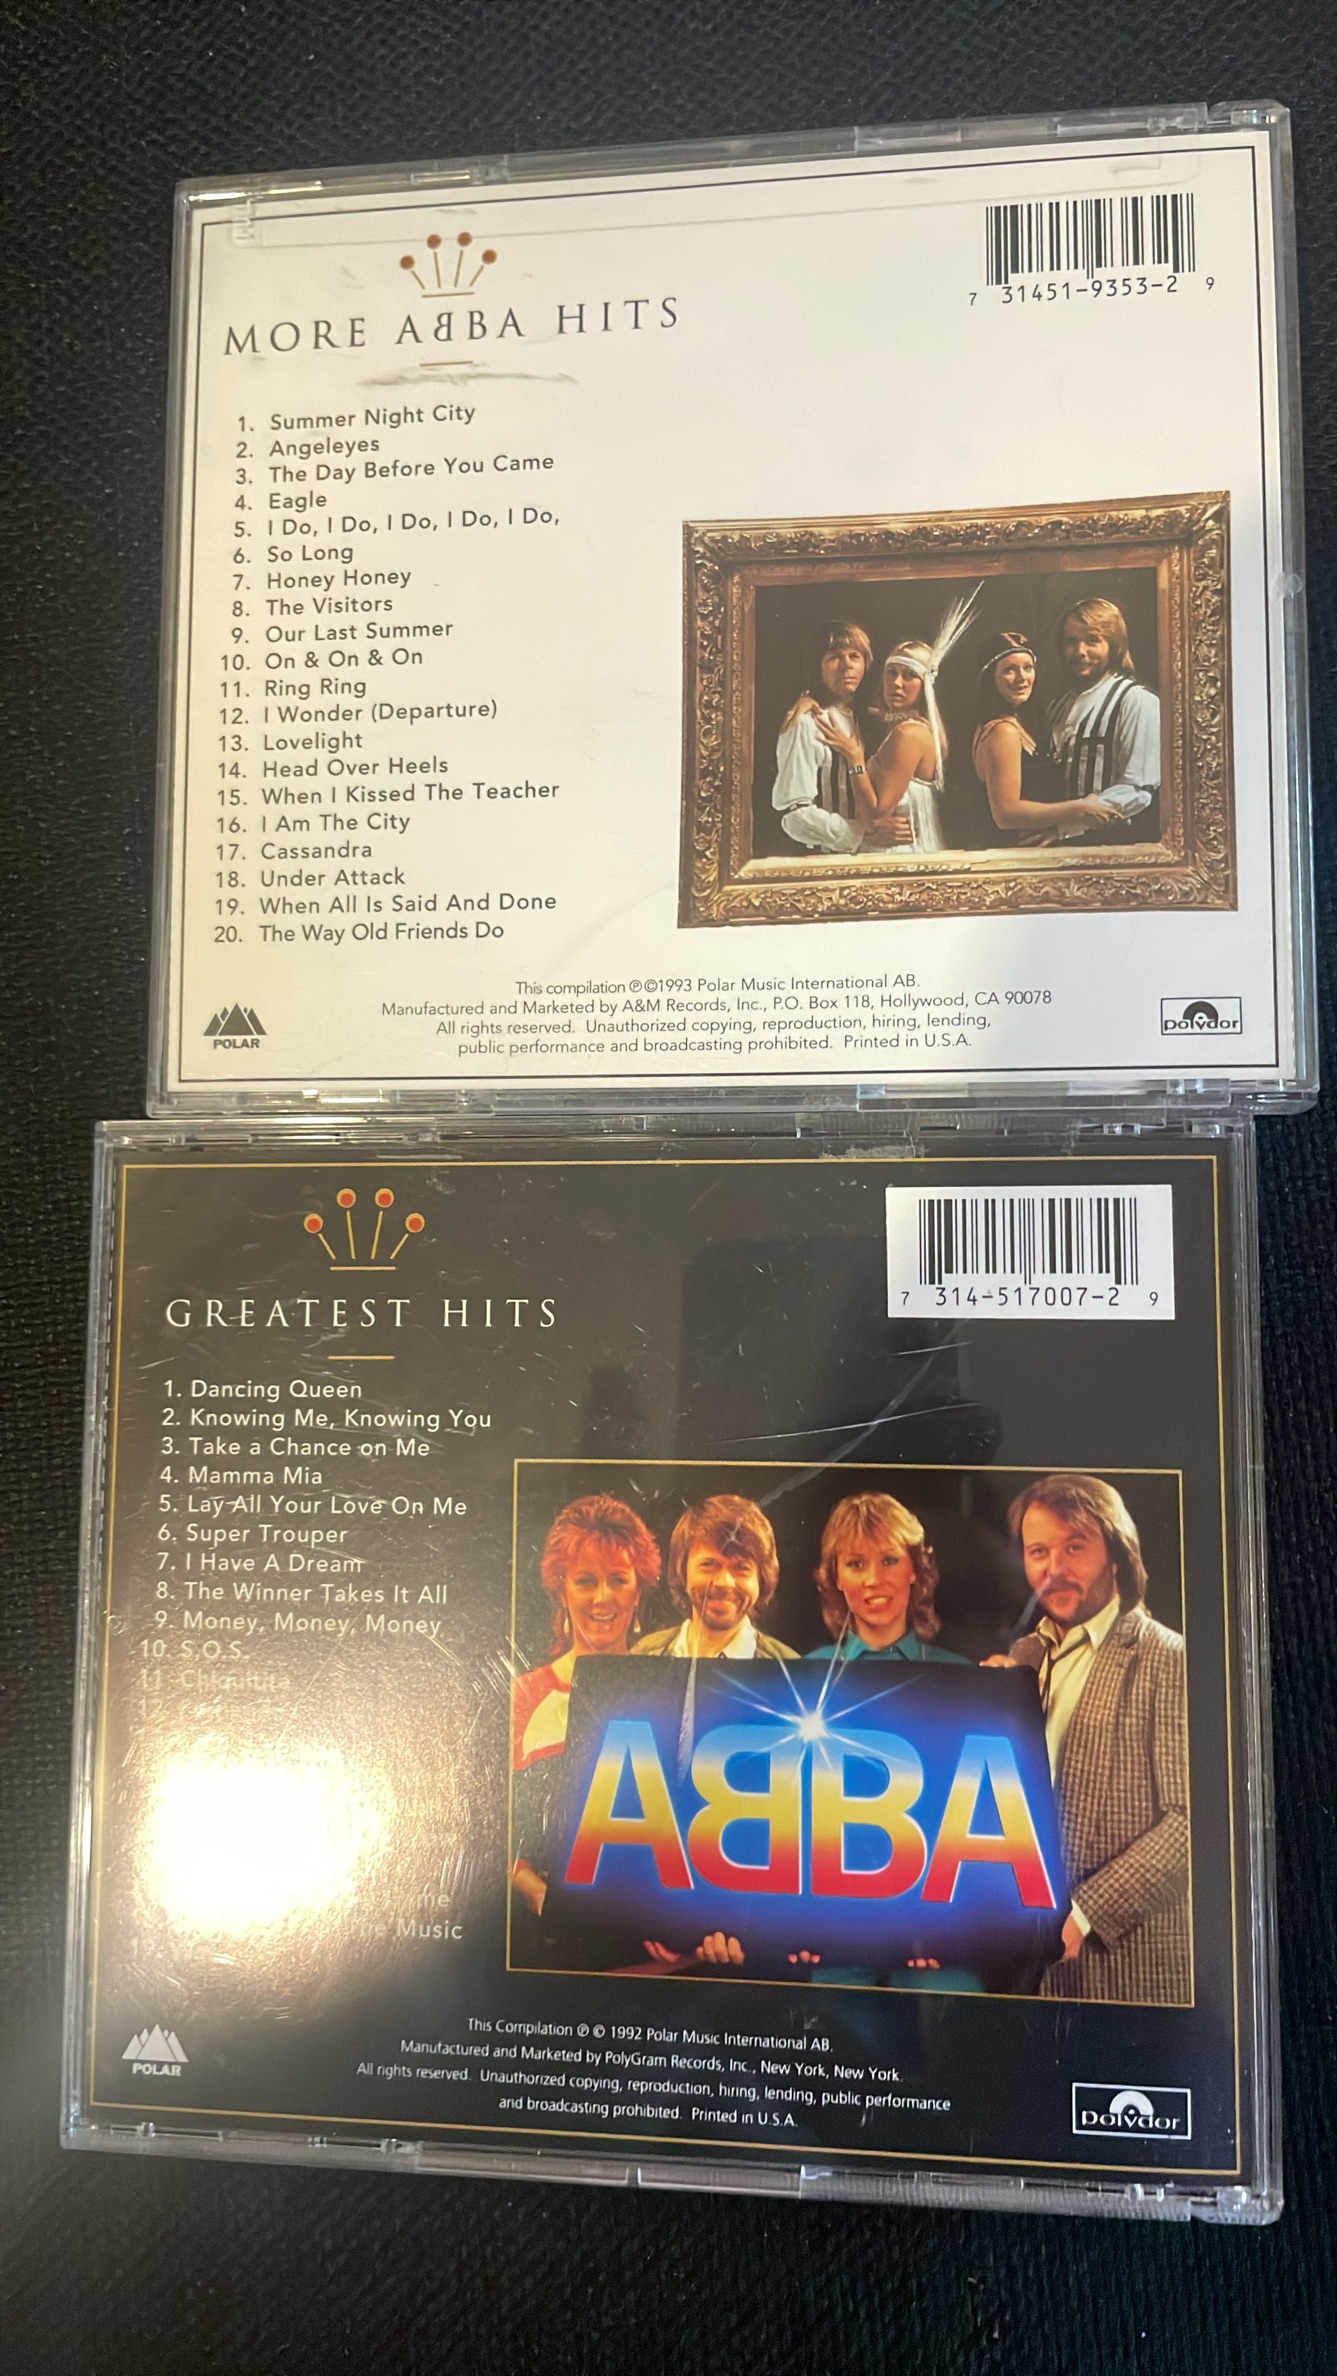 7 31451-9353-2 9
MORE ABBA HITS
1. Summer Night City
2. Angeleyes
3. The Day Before You Came
4. Eagle
5. I Do, I Do, I Do, I Do, I Do,
6. So Long
7. Honey Honey
8. The Visitors
9. Our Last Summer
10. On & On & On
11. Ring Ring
12. I Wonder (Departure)
13. Lovelight
14. Head Over Heels
15. When I Kissed The Teacher
16. I Am The City
17. Cassandra
18. Under Attack
19. When All Is Said And Done
20. The Way Old Friends Do
This compilation ℗©1993 Polar Music International AB.
Manufactured and Marketed by A&M Records, Inc., P.O. Box 118, Hollywood, CA 90078
All rights reserved. Unauthorized copying, reproduction, hiring, lending,
public performance and broadcasting prohibited. Printed in U.S.A.
POLAR
polydor
7 314-517007-2 9
GREATEST HITS
1. Dancing Queen
2. Knowing Me, Knowing You
3. Take a Chance on Me
4. Mamma Mia
5. Lay All Your Love On Me
6. Super Trouper
7. I Have A Dream
8. The Winner Takes It All
9. Money, Money, Money
10. S.O.S.
11 Chiquitita
12
Music
ABBA
This Compilation ℗ © 1992 Polar Music International AB.
Manufactured and Marketed by PolyGram Records, Inc., New York, New York.
All rights reserved. Unauthorized copying, reproduction, hiring, lending, public performance
and broadcasting prohibited. Printed in U.S.A.
POLAR
polydor